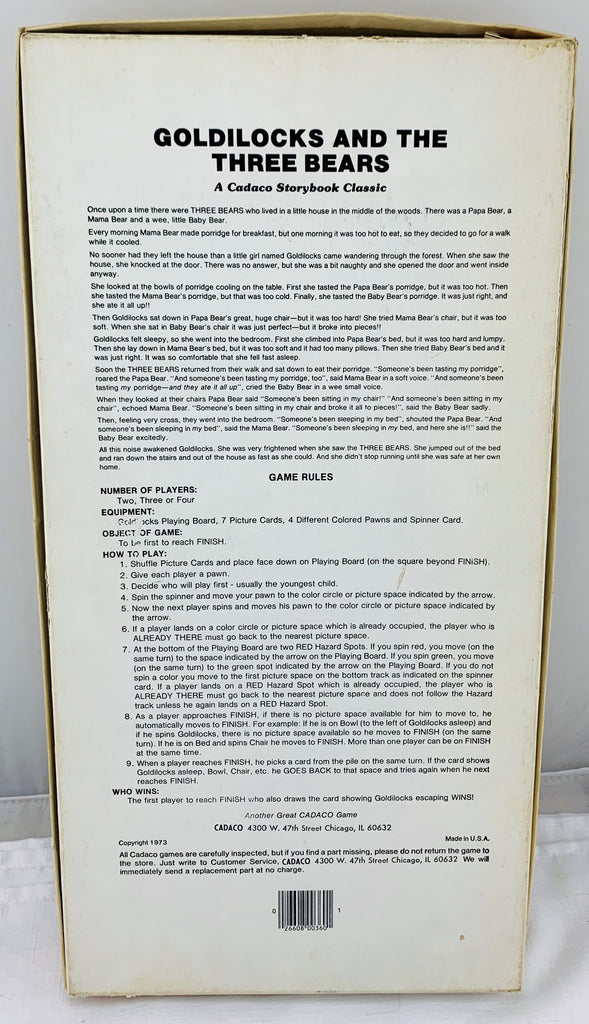 GOLDILOCKS AND THE
THREE BEARS
A Cadaco Storybook Classic
Once upon a time there were THREE BEARS who lived in a little house in the middle of the woods. There was a Papa Bear, a
Mama Bear and a wee, little Baby Bear.
Every morning Mama Bear made porridge for breakfast, but one morning it was too hot to eat, so they decided to go for a walk
while it cooled.
No sooner had they left the house than a little girl named Goldilocks came wandering through the forest. When she saw the
house, she knocked at the door. There was no answer, but she was a bit naughty and she opened the door and went inside
anyway.
She looked at the bowls of porridge cooling on the table. First she tasted the Papa Bear's porridge, but it was too hot. Then
she tasted the Mama Bear's porridge, but that was too cold. Finally, she tasted the Baby Bear's porridge. It was just right, and
she ate it all up!!
Then Goldilocks sat down in Papa Bear's great, huge chair—but it was too hard! She tried Mama Bear's chair, but it was too
soft. When she sat in Baby Bear's chair it was just perfect—but it broke into pieces!!
Goldilocks felt sleepy, so she went into the bedroom. First she climbed into Papa Bear's bed, but it was too hard and lumpy.
Then she lay down in Mama Bear's bed, but it was too soft and it had too many pillows. Then she tried Baby Bear's bed and it
was just right. It was so comfortable that she fell fast asleep.
Soon the THREE BEARS returned from their walk and sat down to eat their porridge. "Someone's been tasting my porridge",
roared the Papa Bear. "And someone's been tasting my porridge, too", said Mama Bear in a soft voice. "And someone's been
tasting my porridge—and they ate it all up", cried the Baby Bear in a wee small voice.
When they looked at their chairs Papa Bear said "Someone's been sitting in my chair!" "And someone's been sitting in my
chair", echoed Mama Bear. "Someone's been sitting in my chair and broke it all to pieces!", said the Baby Bear sadly.
Then, feeling very cross, they went into the bedroom. "Someone's been sleeping in my bed", shouted the Papa Bear. "And
someone's been sleeping in my bed", said the Mama Bear. "Someone's been sleeping in my bed, and here she is!!" said the
Baby Bear excitedly.
All this noise awakened Goldilocks. She was very frightened when she saw the THREE BEARS. She jumped out of the bed
and ran down the stairs and out of the house as fast as she could. And she didn't stop running until she was safe at her own
home.
GAME RULES
NUMBER OF PLAYERS:
Two, Three or Four
EQUIPMENT:
Goldilocks Playing Board, 7 Picture Cards, 4 Different Colored Pawns and Spinner Card.
OBJECT OF GAME:
To be first to reach FINISH.
HOW TO PLAY:
1. Shuffle Picture Cards and place face down on Playing Board (on the square beyond FINISH).
2. Give each player a pawn.
3. Decide who will play first - usually the youngest child.
4. Spin the spinner and move your pawn to the color circle or picture space indicated by the arrow.
5. Now the next player spins and moves his pawn to the color circle or picture space indicated by
the arrow.
6. If a player lands on a color circle or picture space which is already occupied, the player who is
ALREADY THERE must go back to the nearest picture space.
7. At the bottom of the Playing Board are two RED Hazard Spots. If you spin red, you move (on the
same turn) to the space indicated by the arrow on the Playing Board. If you spin green, you move
(on the same turn) to the green spot indicated by the arrow on the Playing Board. If you do not
spin a color you move to the first picture space on the bottom track as indicated on the spinner
card. If a player lands on a RED Hazard Spot which is already occupied, the player who is
ALREADY THERE must go back to the nearest picture space and does not follow the Hazard
track unless he again lands on a RED Hazard Spot.
8. As a player approaches FINISH, if there is no picture space available for him to move to, he
automatically moves to FINISH. For example: If he is on Bowl (to the left of Goldilocks asleep) and
if he spins Goldilocks, there is no picture space available so he moves to FINISH (on the same
turn). If he is on Bed and spins Chair he moves to FINISH. More than one player can be on FINISH
at the same time.
9. When a player reaches FINISH, he picks a card from the pile on the same turn. If the card shows
Goldilocks asleep, Bowl, Chair, etc. he GOES BACK to that space and tries again when he next
reaches FINISH.
WHO WINS:
The first player to reach FINISH who also draws the card showing Goldilocks escaping WINS!
Another Great CADACO Game
CADACO 4300 W. 47th Street Chicago, IL 60632
Copyright 1973
Made in U.S.A.
All Cadaco games are carefully inspected, but if you find a part missing, please do not return the game to
the store. Just write to Customer Service, CADACO 4300 W. 47th Street Chicago, IL 60632 We will
immediately send a replacement part at no charge.
0 26608 00360 1